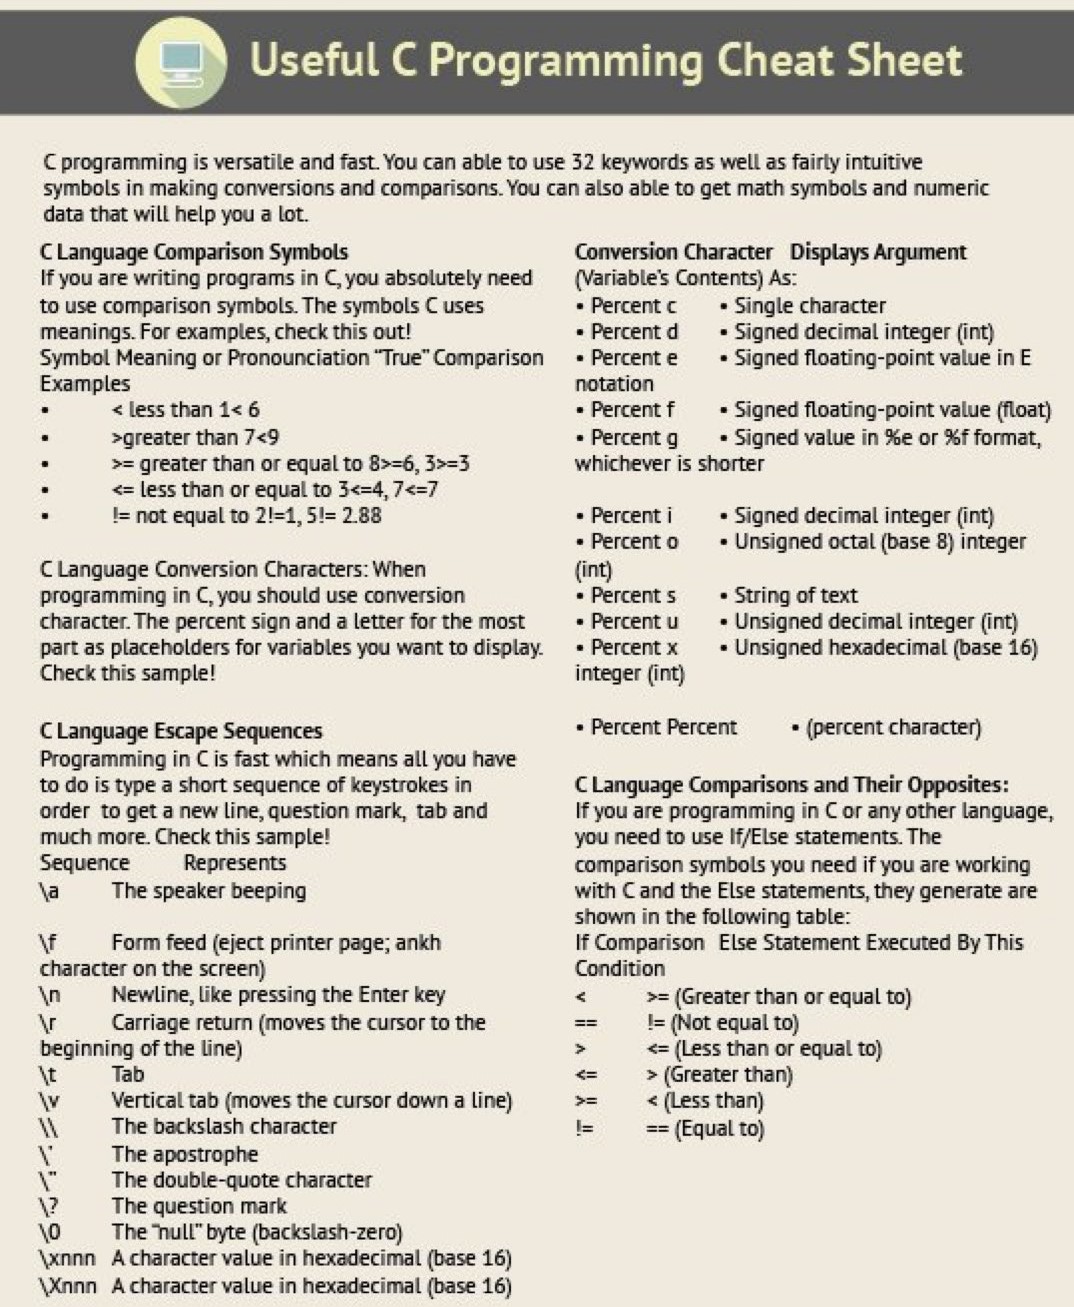 Useful C Programming Cheat Sheet
C programming is versatile and fast. You can able to use 32 keywords as well as fairly intuitive
symbols in making conversions and comparisons. You can also able to get math symbols and numeric
data that will help you a lot.
C Language Comparison Symbols
If you are writing programs in C, you absolutely need
to use comparison symbols. The symbols C uses
meanings. For examples, check this out!
Symbol Meaning or Pronounciation "True" Comparison
Examples
• < less than 1< 6
• >greater than 7<9
• >= greater than or equal to 8>=6, 3>=3
• <= less than or equal to 3<=4, 7<=7
• != not equal to 2!=1, 5!= 2.88
C Language Conversion Characters: When
programming in C, you should use conversion
character. The percent sign and a letter for the most
part as placeholders for variables you want to display.
Check this sample!
C Language Escape Sequences
Programming in C is fast which means all you have
to do is type a short sequence of keystrokes in
order to get a new line, question mark, tab and
much more. Check this sample!
Sequence Represents
\a The speaker beeping
\f Form feed (eject printer page; ankh
character on the screen)
\n Newline, like pressing the Enter key
\r Carriage return (moves the cursor to the
beginning of the line)
\t Tab
\v Vertical tab (moves the cursor down a line)
\\ The backslash character
\' The apostrophe
\" The double-quote character
\? The question mark
\0 The "null" byte (backslash-zero)
\xnnn A character value in hexadecimal (base 16)
\Xnnn A character value in hexadecimal (base 16)
Conversion Character Displays Argument
(Variable's Contents) As:
• Percent c • Single character
• Percent d • Signed decimal integer (int)
• Percent e • Signed floating-point value in E
notation
• Percent f • Signed floating-point value (float)
• Percent g • Signed value in %e or %f format,
whichever is shorter
• Percent i • Signed decimal integer (int)
• Percent o • Unsigned octal (base 8) integer
(int)
• Percent s • String of text
• Percent u • Unsigned decimal integer (int)
• Percent x • Unsigned hexadecimal (base 16)
integer (int)
• Percent Percent • (percent character)
C Language Comparisons and Their Opposites:
If you are programming in C or any other language,
you need to use If/Else statements. The
comparison symbols you need if you are working
with C and the Else statements, they generate are
shown in the following table:
If Comparison Else Statement Executed By This
Condition
< >= (Greater than or equal to)
== != (Not equal to)
> <= (Less than or equal to)
<= > (Greater than)
>= < (Less than)
!= == (Equal to)